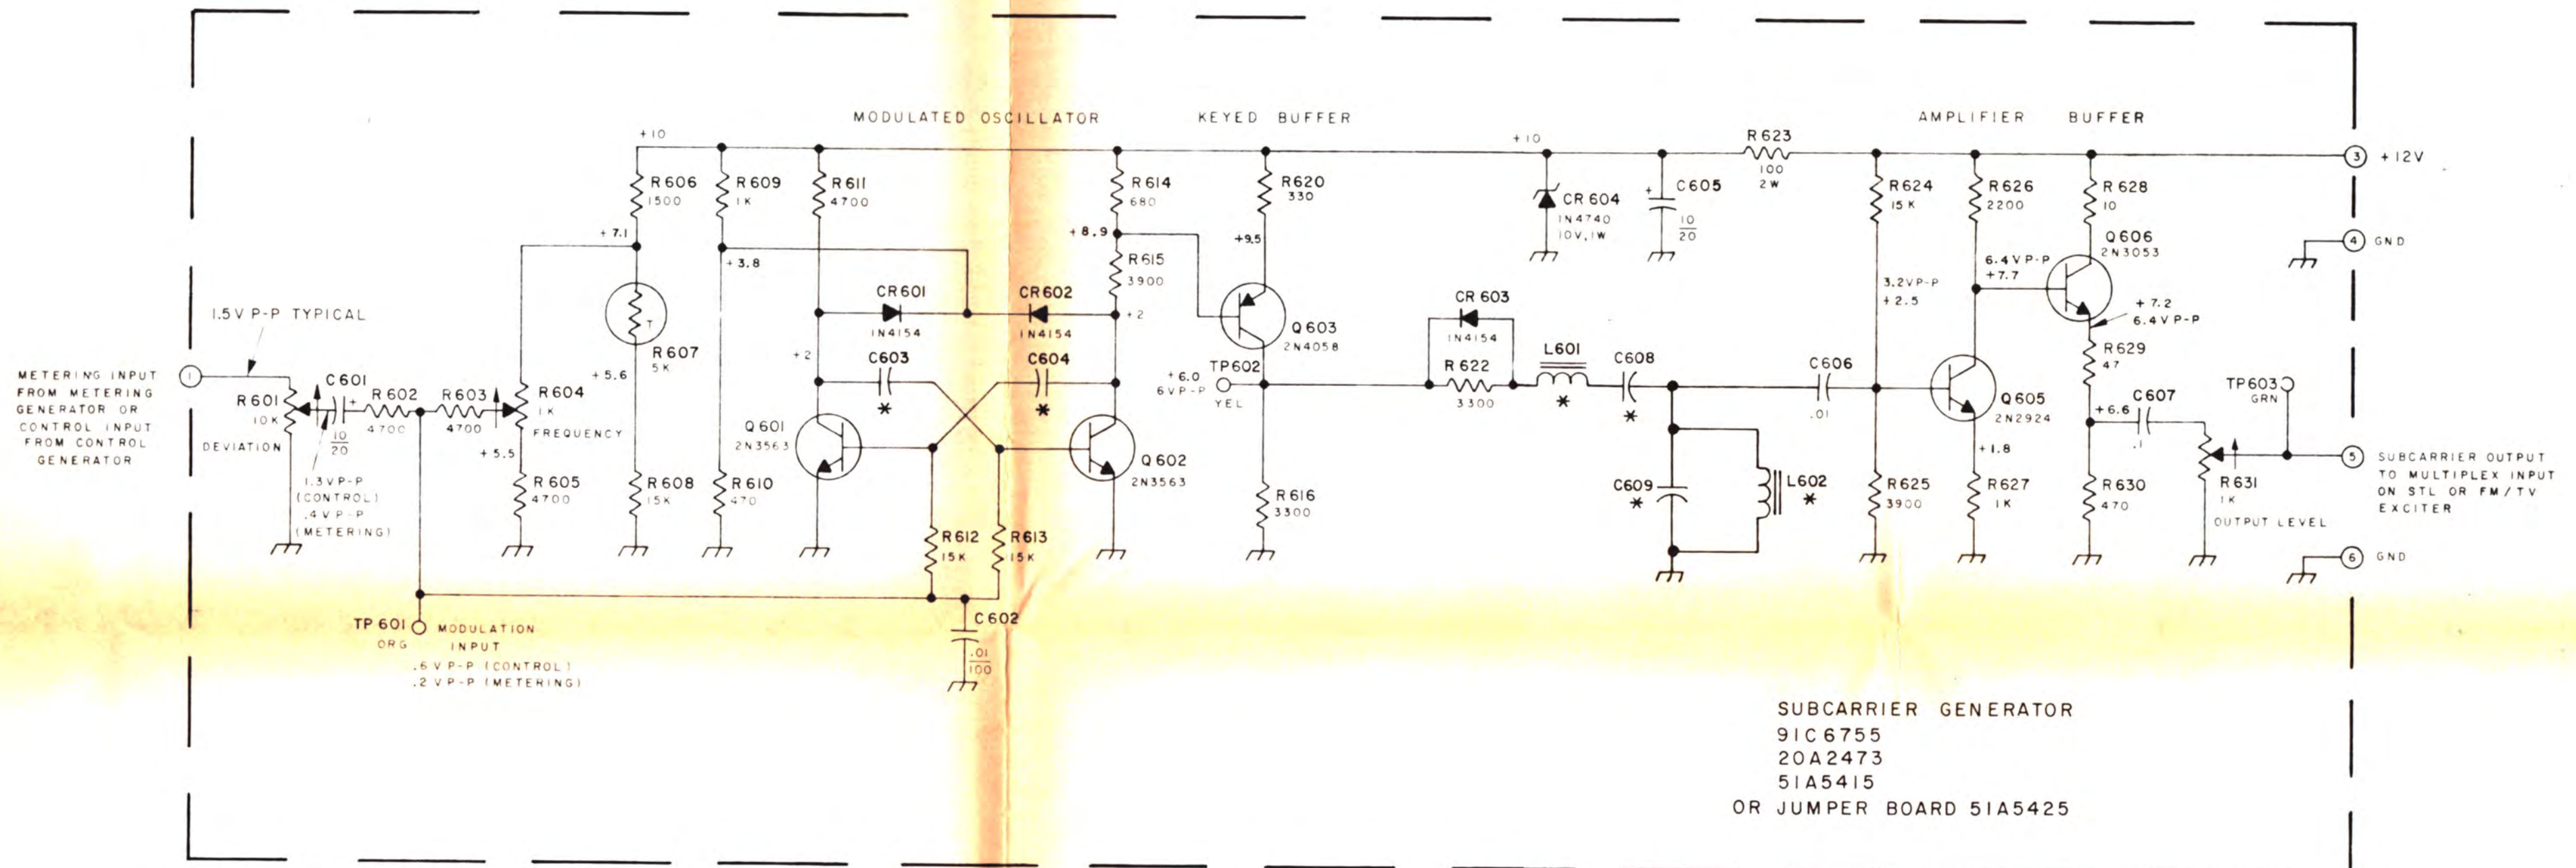 MODULATED OSCILLATOR
KEYED BUFFER
AMPLIFIER BUFFER
+10
+10
R623
100
2W
3
+12V
R606
1500
R609
1K
R611
4700
R614
680
R620
330
CR604
1N4740
10V,1W
+
C605
10
20
R624
15K
R626
2200
R628
10
+7.1
+3.8
+8.9
+9.5
R615
3900
4
GND
Q606
2N3053
6.4VP-P
+7.7
3.2VP-P
+2.5
+7.2
6.4VP-P
1.5V P-P TYPICAL
T
R607
5K
+5.6
CR601
1N4154
CR602
1N4154
+2
+2
C603
*
C604
*
Q603
2N4058
CR603
1N4154
R622
3300
L601
*
C608
*
C606
.01
TP602
YEL
+6.0
6VP-P
METERING INPUT
FROM METERING
GENERATOR OR
CONTROL INPUT
FROM CONTROL
GENERATOR
1
R601
10K
DEVIATION
C601
+
10
20
R602
4700
R603
4700
R604
1K
FREQUENCY
+5.5
1.3VP-P
(CONTROL)
.4VP-P
(METERING)
R605
4700
R608
15K
R610
470
Q601
2N3563
Q602
2N3563
R612
15K
R613
15K
R616
3300
C609
*
L602
*
R625
3900
Q605
2N2924
+1.8
R627
1K
R629
47
+6.6
C607
.1
R630
470
R631
1K
OUTPUT LEVEL
TP603
GRN
5
SUBCARRIER OUTPUT
TO MULTIPLEX INPUT
ON STL OR FM/TV
EXCITER
6
GND
TP601
ORG
MODULATION
INPUT
.6VP-P (CONTROL)
.2VP-P (METERING)
C602
.01
100
SUBCARRIER GENERATOR
91C6755
20A2473
51A5415
OR JUMPER BOARD 51A5425